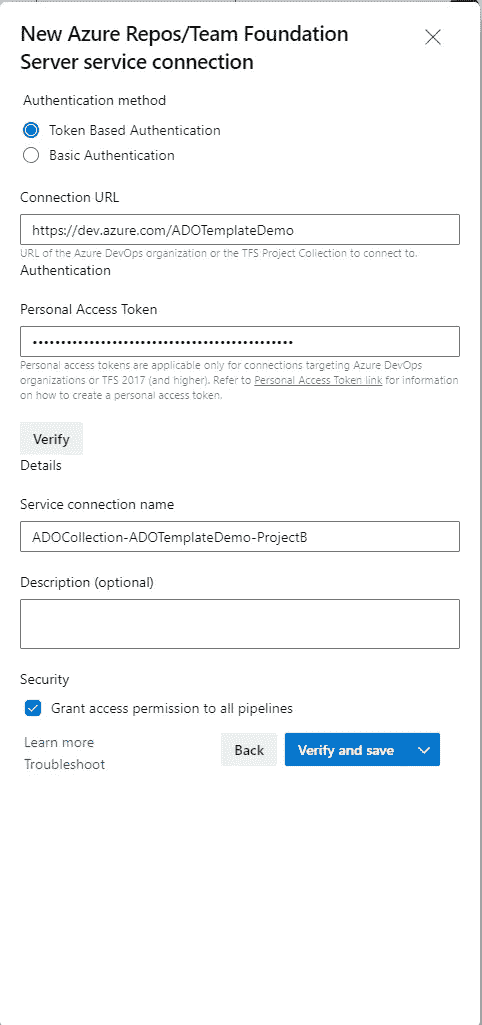 New Azure Repos/Team Foundation
Server service connection
Authentication method
Token Based Authentication
Basic Authentication
Connection URL
https://dev.azure.com/ADOTemplateDemo
URL of the Azure DevOps organization or the TFS Project Collection to connect to.
Authentication
Personal Access Token
••••••••••••••••••••••••••••••••••••••••••••••
Personal access tokens are applicable only for connections targeting Azure DevOps
organizations or TFS 2017 (and higher). Refer to Personal Access Token link for information
on how to create a personal access token.
Verify
Details
Service connection name
ADOCollection-ADOTemplateDemo-ProjectB
Description (optional)
Security
Grant access permission to all pipelines
Learn more
Troubleshoot
Back
Verify and save